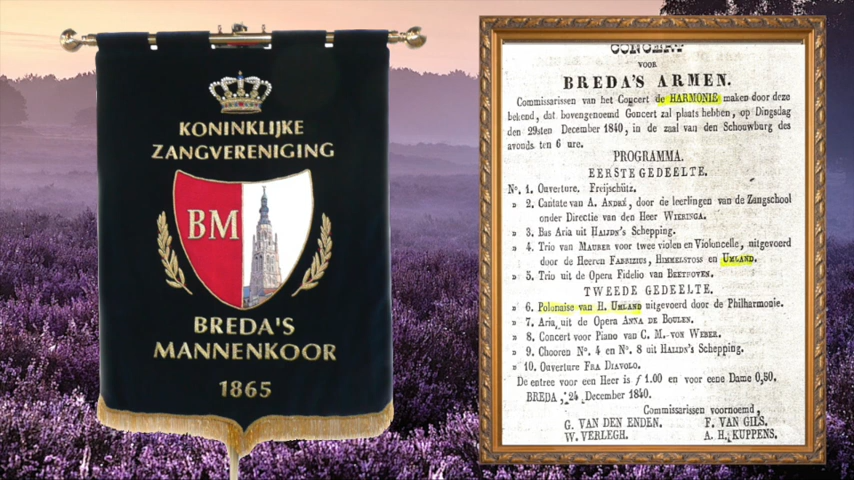 KONINKLIJKE
ZANGVERENIGING
BM
BREDA'S
MANNENKOOR
1865
CONCERT
VOOR
BREDA'S ARMEN.
Commissarissen van het Concert de HARMONIE maken door deze
bekend, dat bovengenoemd Concert zal plaats hebben, op Dingsdag
den 29sten December 1840, in de zaal van den Schouwburg des
avonds ten 6 ure.
PROGRAMMA.
EERSTE GEDEELTE.
No. 1. Ouverture. Freijschütz.
» 2. Cantate van A. ANDRÉ, door de leerlingen van de Zangschool
onder Directie van den Heer WIERINGA.
» 3. Bas Aria uit HAIJDN's Schepping.
» 4. Trio van MAURER voor twee violen en Violoncelle, uitgevoerd
door de Heeren FABRIZIUS, HIMMELSTOSS en UMLAND.
» 5. Trio uit de Opera Fidelio van BEETHOVEN.
TWEEDE GEDEELTE.
» 6. Polonaise van H. UMLAND uitgevoerd door de Philharmonie.
» 7. Aria uit de Opera ANNA DE BOULEN.
» 8. Concert voor Piano van C. M. VON WEBER.
» 9. Chooren No. 4 en No. 8 uit HAIJDN's Schepping.
» 10. Ouverture FRA DIAVOLO.
De entree voor een Heer is ƒ 1.00 en voor eene Dame 0,50.
BREDA, 24 December 1840.
Commissarissen voornoemd,
G. VAN DEN ENDEN. F. VAN GILS.
W. VERLEGH. A. H. KUPPENS.